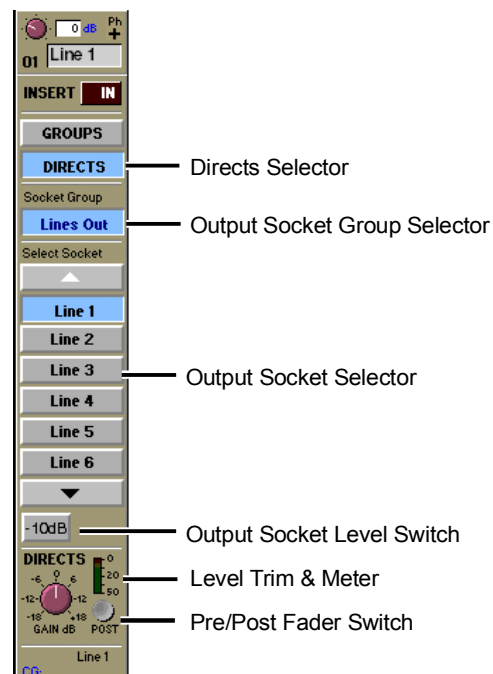 0 dB Ph
+
01 Line 1
INSERT IN
GROUPS
DIRECTS Directs Selector
Socket Group
Lines Out Output Socket Group Selector
Select Socket
Line 1
Line 2
Line 3 Output Socket Selector
Line 4
Line 5
Line 6
-10dB Output Socket Level Switch
DIRECTS 0
-6 0 6 20 Level Trim & Meter
-12 -12 50
-18 +18
GAIN dB POST Pre/Post Fader Switch
Line 1
CG: